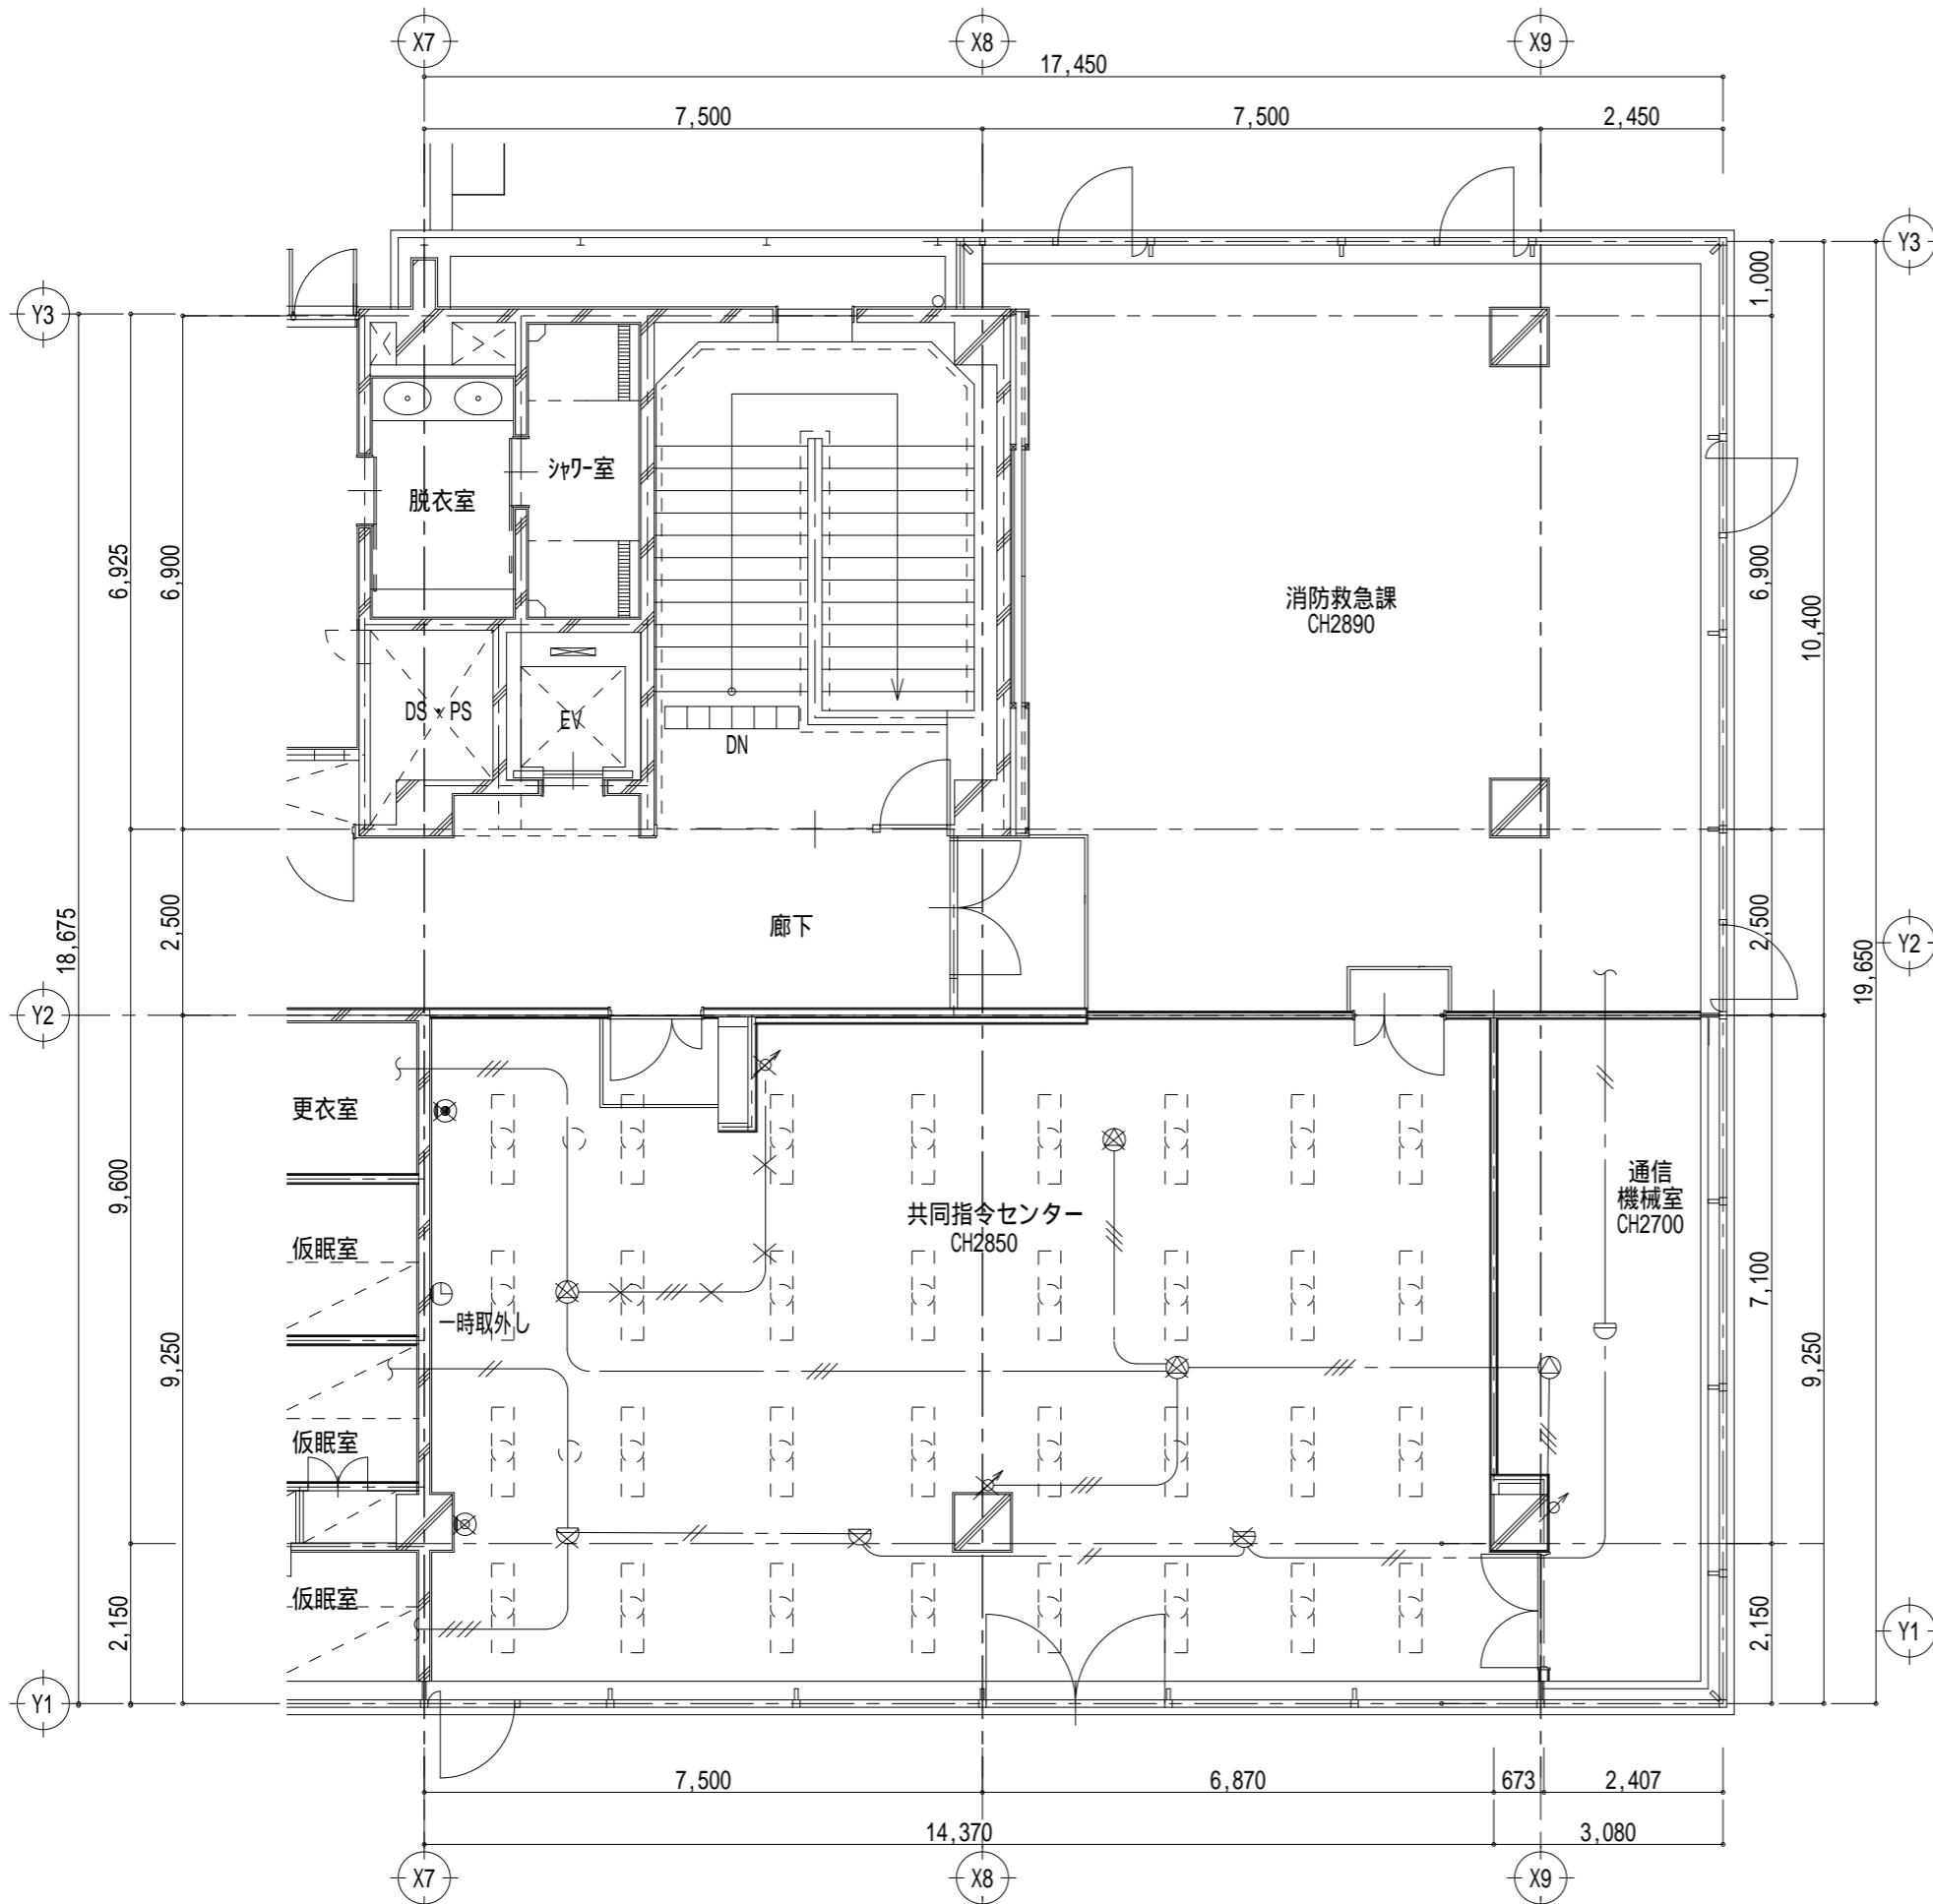 X7
X8
X9
17,450
7,500
7,500
2,450
Y3
Y3
1,000
シャワー室
脱衣室
6,925
6,900
消防救急課
CH2890
6,900
10,400
DS・PS
EV
DN
廊下
18,675
2,500
2,500
19,650
Y2
Y2
更衣室
9,600
共同指令センター
CH2850
通信
機械室
CH2700
仮眠室
7,100
一時取外し
9,250
9,250
仮眠室
仮眠室
2,150
2,150
Y1
Y1
7,500
6,870
673
2,407
14,370
3,080
X7
X8
X9